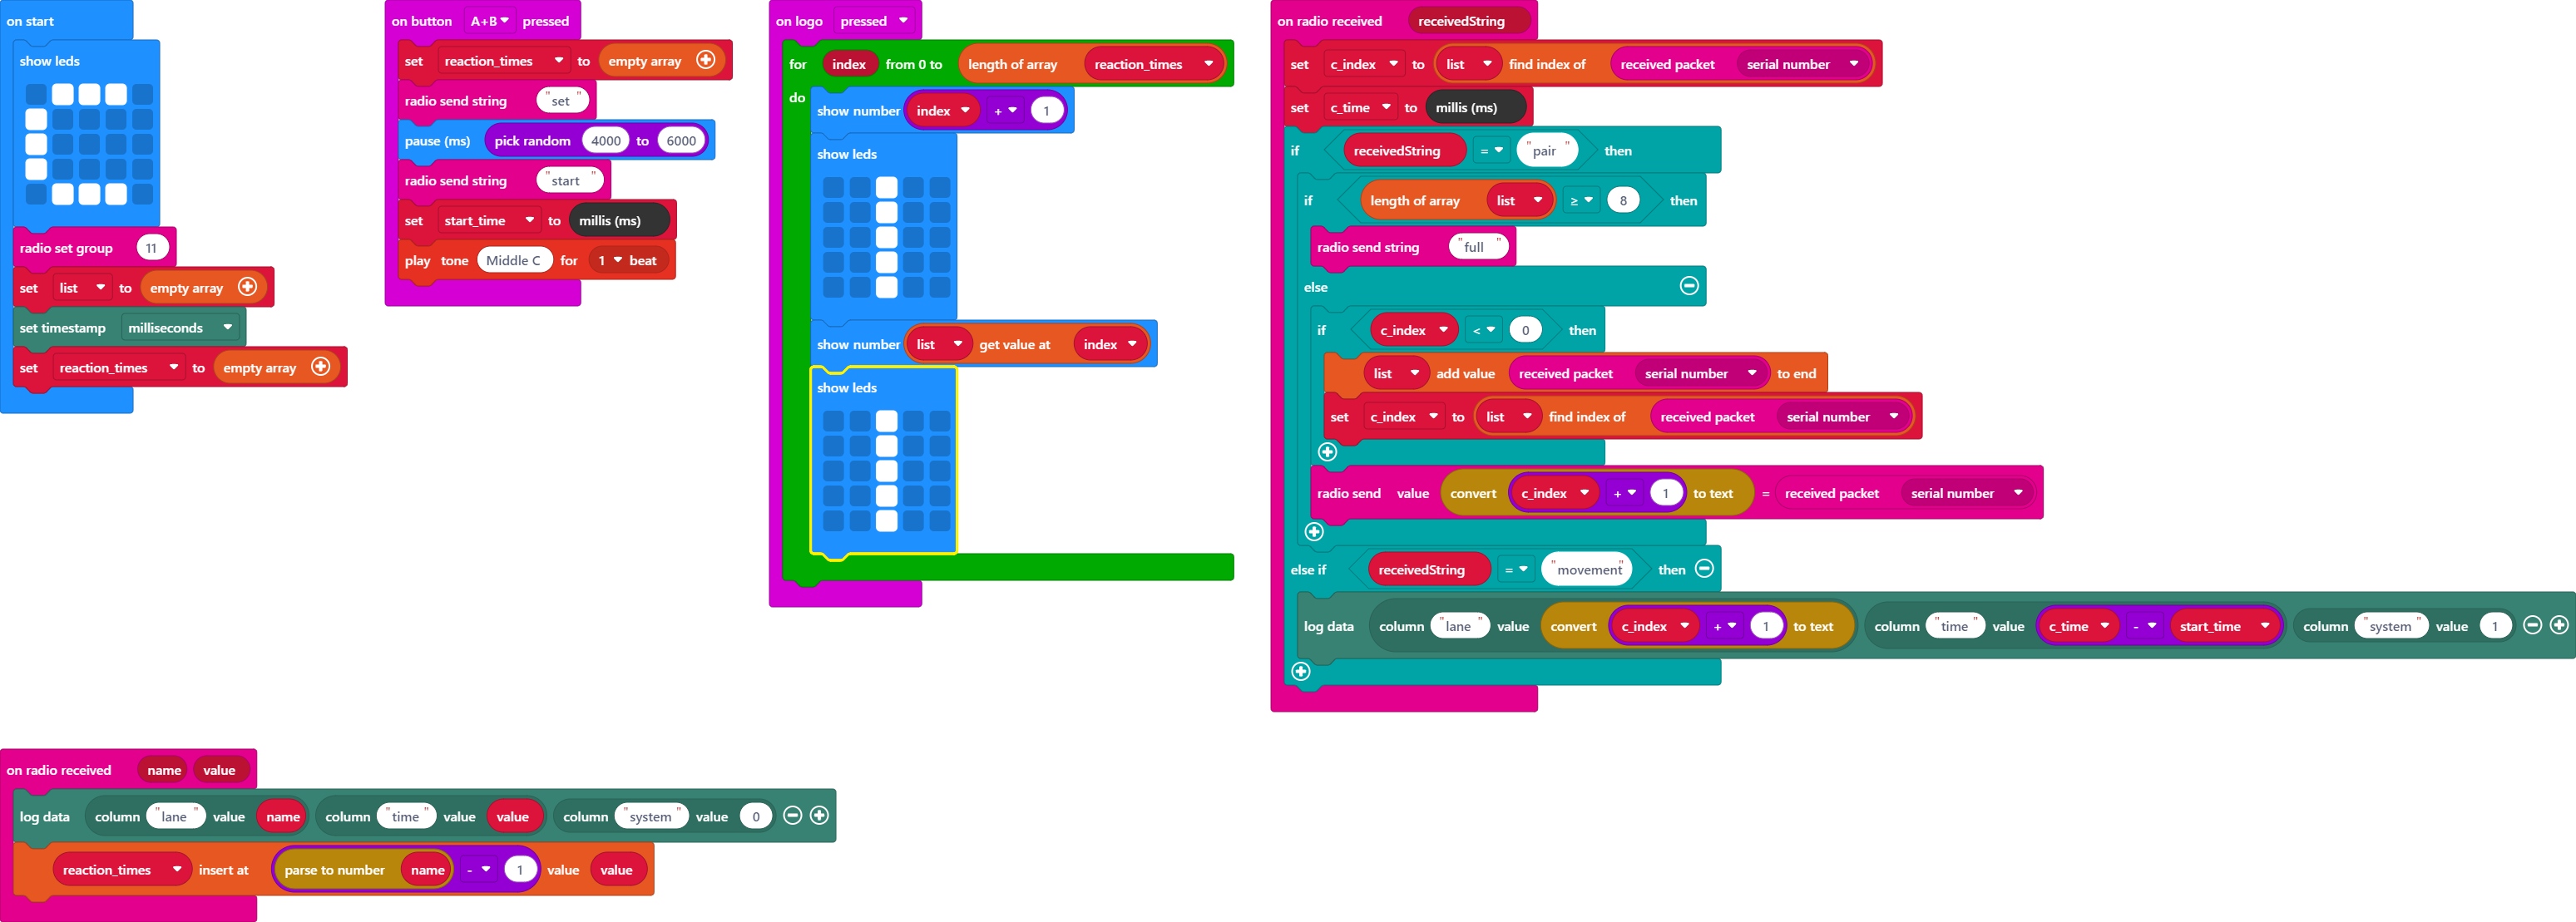 on start
show leds
radio set group 11
set list to empty array
set timestamp milliseconds
set reaction_times to empty array
on button A+B pressed
set reaction_times to empty array
radio send string "set"
pause (ms) pick random 4000 to 6000
radio send string "start"
set start_time to millis (ms)
play tone Middle C for 1 beat
on logo pressed
for index from 0 to length of array reaction_times
do
show number index + 1
show leds
show number list get value at index
show leds
on radio received receivedString
set c_index to list find index of received packet serial number
set c_time to millis (ms)
if receivedString = "pair" then
if length of array list ≥ 8 then
radio send string "full"
else
if c_index < 0 then
list add value received packet serial number to end
set c_index to list find index of received packet serial number
radio send value convert c_index + 1 to text = received packet serial number
else if receivedString = "movement" then
log data column "lane" value convert c_index + 1 to text column "time" value c_time - start_time column "system" value 1
on radio received name value
log data column "lane" value name column "time" value value column "system" value 0
reaction_times insert at parse to number name - 1 value value